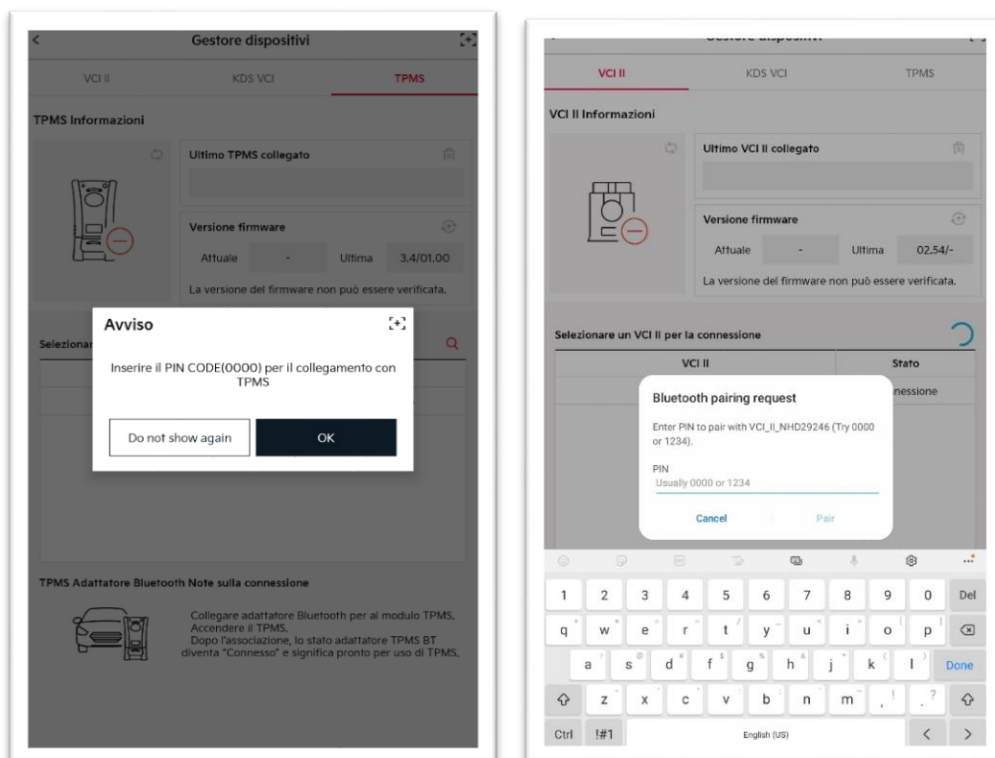 Gestore dispositivi
VCI II KDS VCI TPMS
TPMS Informazioni
Ultimo TPMS collegato
Versione firmware
Attuale - Ultima 3.4/01.00
La versione del firmware non può essere verificata.
Avviso
Selezionar
Inserire il PIN CODE(0000) per il collegamento con
TPMS
Do not show again OK
TPMS Adattatore Bluetooth Note sulla connessione
Collegare adattatore Bluetooth per al modulo TPMS,
Accendere il TPMS.
Dopo l'associazione, lo stato adattatore TPMS BT
diventa "Connesso" e significa pronto per uso di TPMS,
VCI II KDS VCI TPMS
VCI II Informazioni
Ultimo VCI II collegato
Versione firmware
Attuale - Ultima 02.54/-
La versione del firmware non può essere verificata.
Selezionare un VCI II per la connessione
VCI II Stato
nessione
Bluetooth pairing request
Enter PIN to pair with VCI_II_NHD29246 (Try 0000
or 1234).
PIN
Usually 0000 or 1234
Cancel Pair
1 2 3 4 5 6 7 8 9 0 Del
q w e r t y u i o p
a s d f g h j k l Done
z x c v b n m , ! . ?
Ctrl !#1 English (US) < >